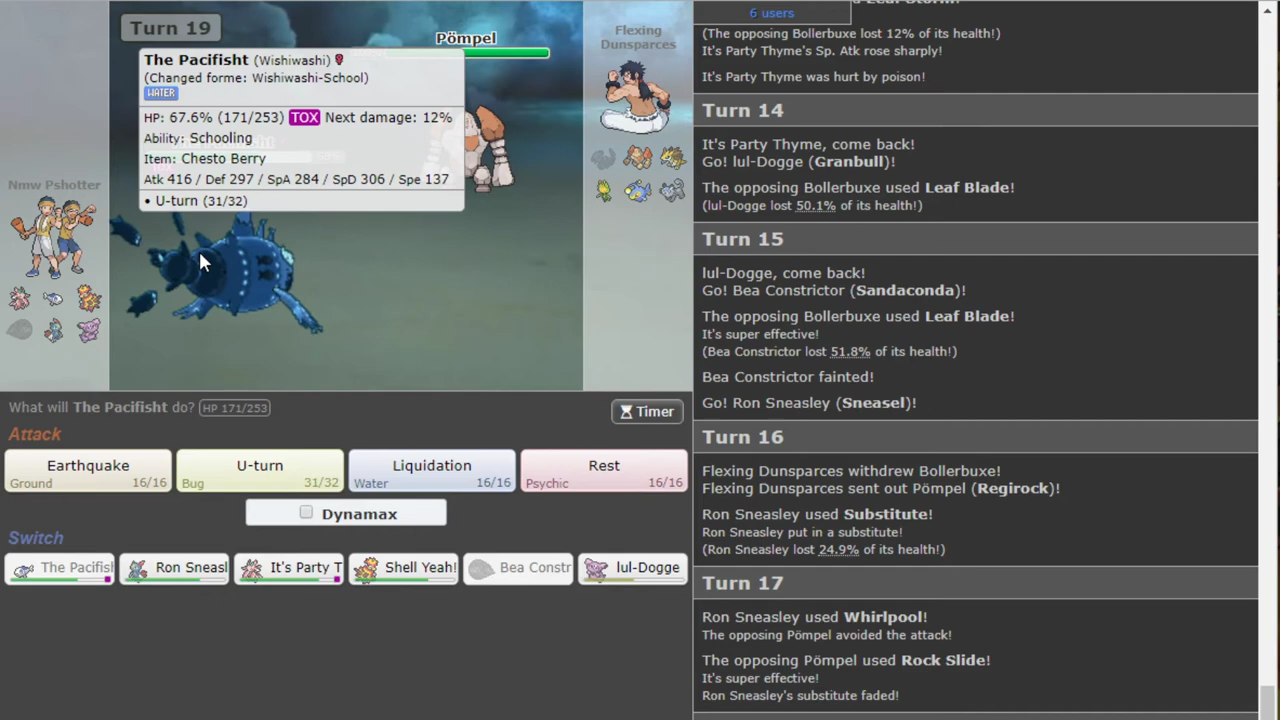 Turn 19
Pömpel
The Pacifisht (Wishiwashi)
(Changed forme: Wishiwashi-School)
WATER
HP: 67.6% (171/253) TOX Next damage: 12%
Ability: Schooling
Item: Chesto Berry
Atk 416 / Def 297 / SpA 284 / SpD 306 / Spe 137
• U-turn (31/32)
Nmw Pshotter
Flexing
Dunsparces
What will The Pacifisht do? HP 171/253
Timer
Attack
Earthquake
Ground 16/16
U-turn
Bug 31/32
Liquidation
Water 16/16
Rest
Psychic 16/16
Dynamax
Switch
The Pacifish
Ron Sneasl
It's Party T
Shell Yeah!
Bea Constr
lul-Dogge
6 users
(The opposing Bollerbuxe lost 12% of its health!)
It's Party Thyme's Sp. Atk rose sharply!
It's Party Thyme was hurt by poison!
Turn 14
It's Party Thyme, come back!
Go! lul-Dogge (Granbull)!
The opposing Bollerbuxe used Leaf Blade!
(lul-Dogge lost 50.1% of its health!)
Turn 15
lul-Dogge, come back!
Go! Bea Constrictor (Sandaconda)!
The opposing Bollerbuxe used Leaf Blade!
It's super effective!
(Bea Constrictor lost 51.8% of its health!)
Bea Constrictor fainted!
Go! Ron Sneasley (Sneasel)!
Turn 16
Flexing Dunsparces withdrew Bollerbuxe!
Flexing Dunsparces sent out Pömpel (Regirock)!
Ron Sneasley used Substitute!
Ron Sneasley put in a substitute!
(Ron Sneasley lost 24.9% of its health!)
Turn 17
Ron Sneasley used Whirlpool!
The opposing Pömpel avoided the attack!
The opposing Pömpel used Rock Slide!
It's super effective!
Ron Sneasley's substitute faded!